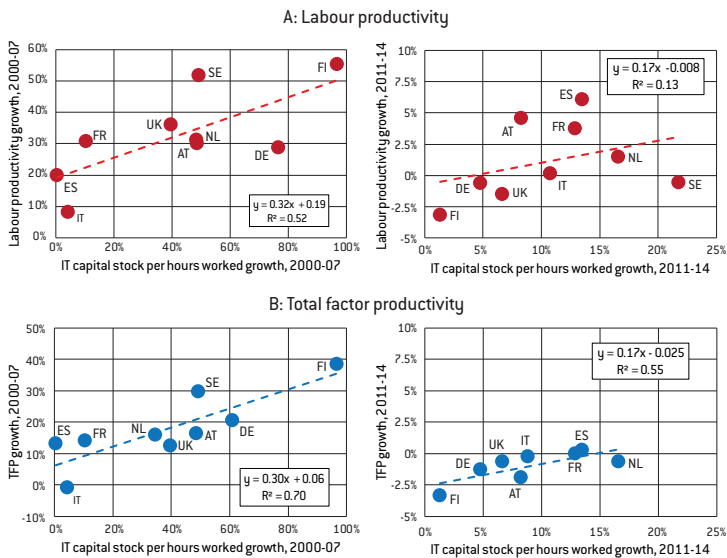 A: Labour productivity
Labour productivity growth, 2000-07
60%
50%
40%
30%
20%
10%
0%
0%
20%
40%
60%
80%
100%
IT capital stock per hours worked growth, 2000-07
ES
IT
FR
UK
NL
AT
SE
DE
FI
y = 0.32x + 0.19
R² = 0.52
Labour productivity growth, 2011-14
10%
7.5%
5%
2.5%
0%
-2.5%
-5%
0%
5%
10%
15%
20%
25%
IT capital stock per hours worked growth, 2011-14
FI
DE
UK
AT
IT
FR
ES
NL
SE
y = 0.17x -0.008
R² = 0.13
B: Total factor productivity
TFP growth, 2000-07
50%
40%
30%
20%
10%
0%
-10%
0%
20%
40%
60%
80%
100%
IT capital stock per hours worked growth, 2000-07
ES
IT
FR
NL
UK
AT
SE
DE
FI
y = 0.30x + 0.06
R² = 0.70
TFP growth, 2011-14
10%
7.5%
5%
2.5%
0%
-2.5%
-5%
0%
5%
10%
15%
20%
25%
IT capital stock per hours worked growth, 2011-14
FI
DE
UK
IT
AT
FR
ES
NL
y = 0.17x - 0.025
R² = 0.55